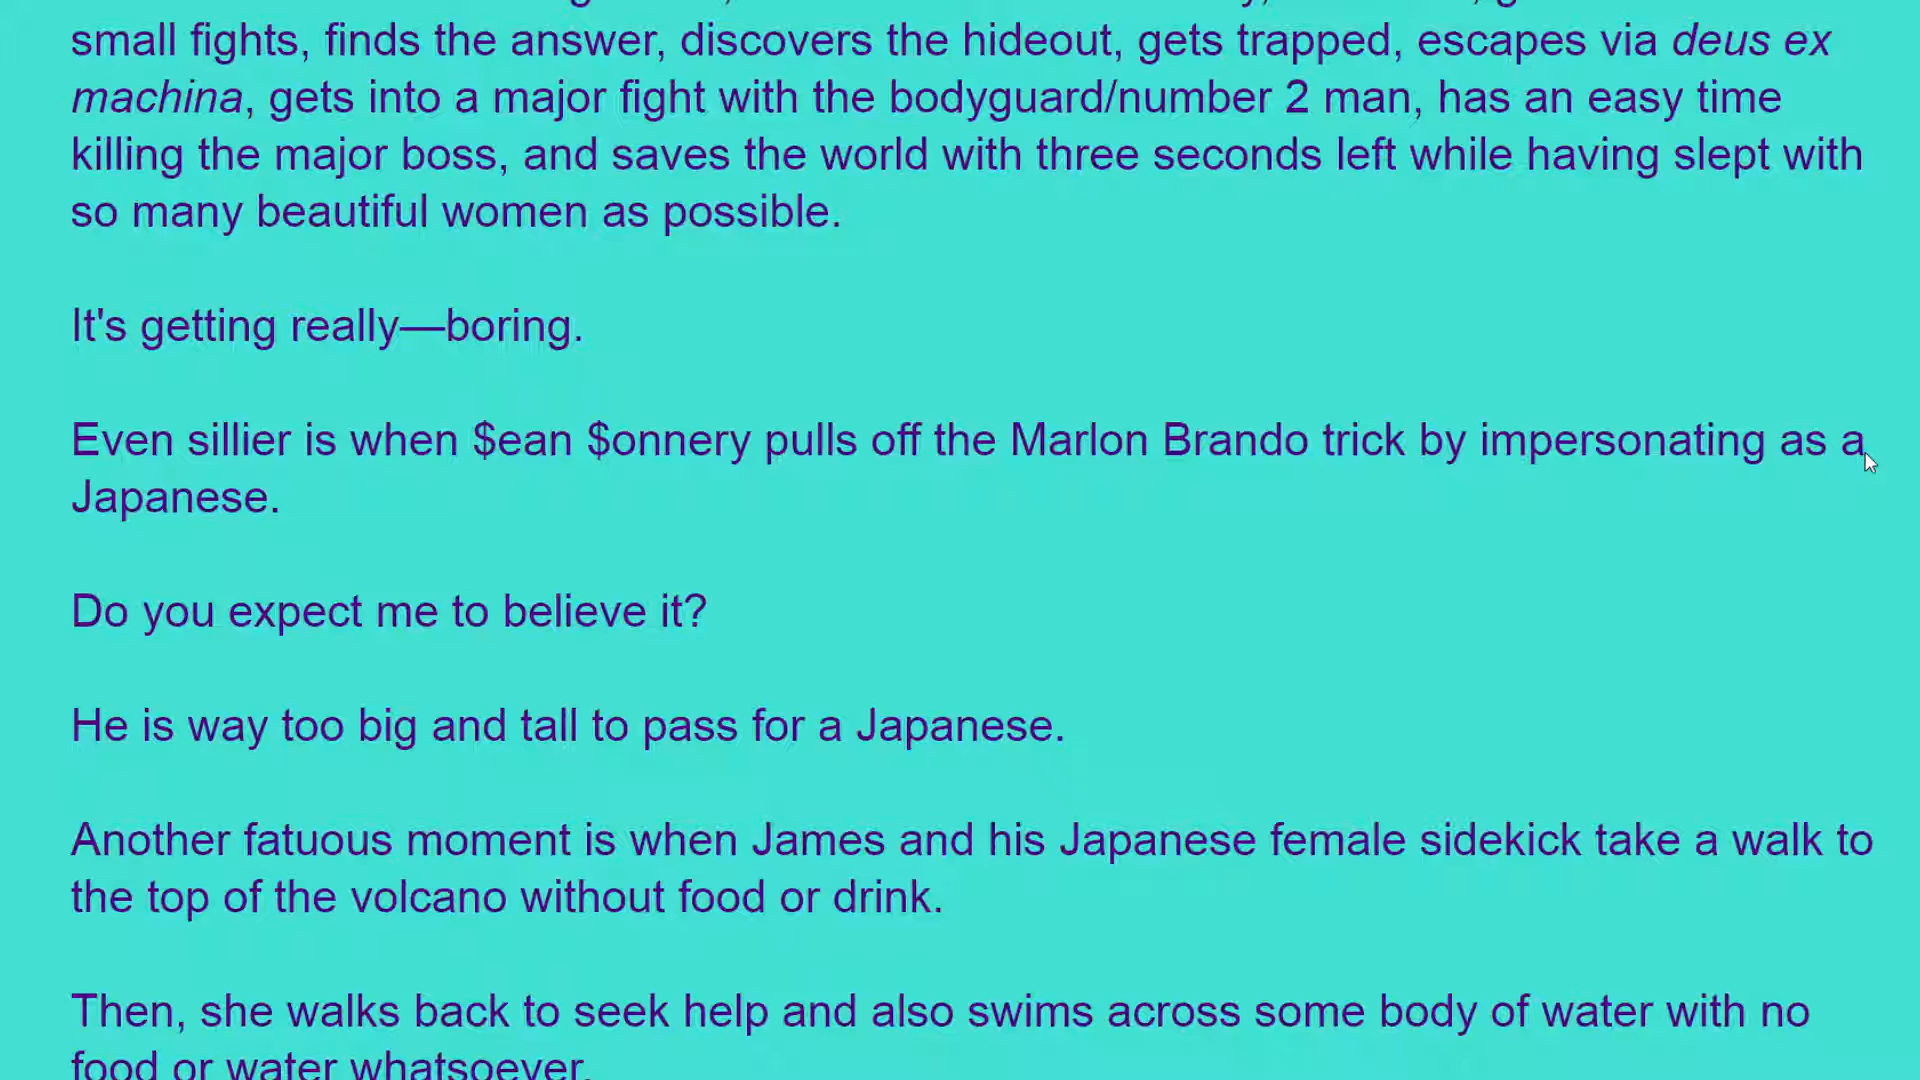 small fights, finds the answer, discovers the hideout, gets trapped, escapes via deus ex
machina, gets into a major fight with the bodyguard/number 2 man, has an easy time
killing the major boss, and saves the world with three seconds left while having slept with
so many beautiful women as possible.
It's getting really—boring.
Even sillier is when $ean $onnery pulls off the Marlon Brando trick by impersonating as a
Japanese.
Do you expect me to believe it?
He is way too big and tall to pass for a Japanese.
Another fatuous moment is when James and his Japanese female sidekick take a walk to
the top of the volcano without food or drink.
Then, she walks back to seek help and also swims across some body of water with no
food or water whatsoever.